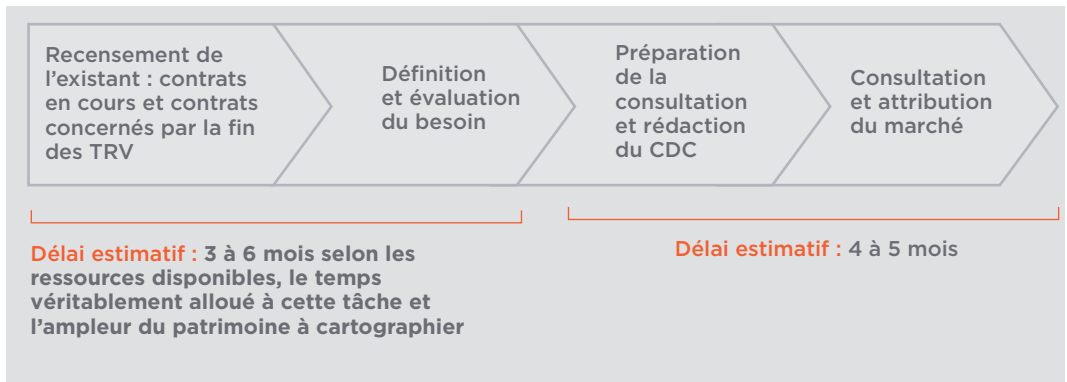 Recensement de
l’existant : contrats
en cours et contrats
concernés par la fin
des TRV
Définition
et évaluation
du besoin
Préparation
de la
consultation
et rédaction
du CDC
Consultation
et attribution
du marché
Délai estimatif : 3 à 6 mois selon les
ressources disponibles, le temps
véritablement alloué à cette tâche et
l’ampleur du patrimoine à cartographier
Délai estimatif : 4 à 5 mois